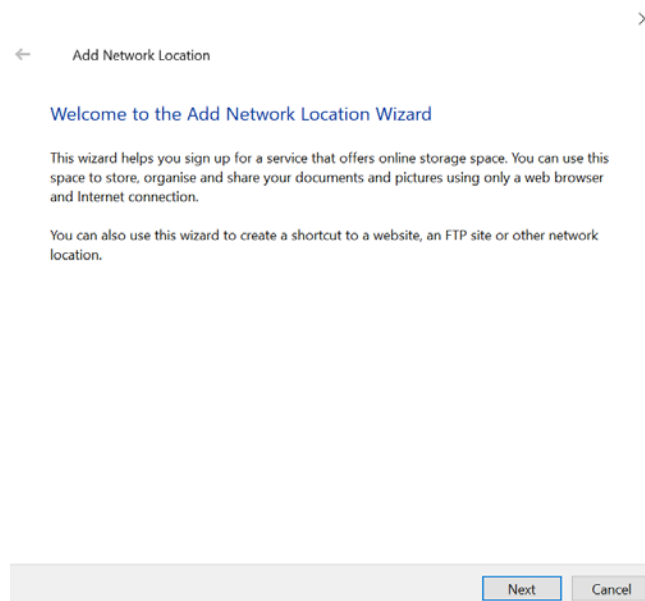 Add Network Location
Welcome to the Add Network Location Wizard
This wizard helps you sign up for a service that offers online storage space. You can use this
space to store, organise and share your documents and pictures using only a web browser
and Internet connection.
You can also use this wizard to create a shortcut to a website, an FTP site or other network
location.
Next
Cancel